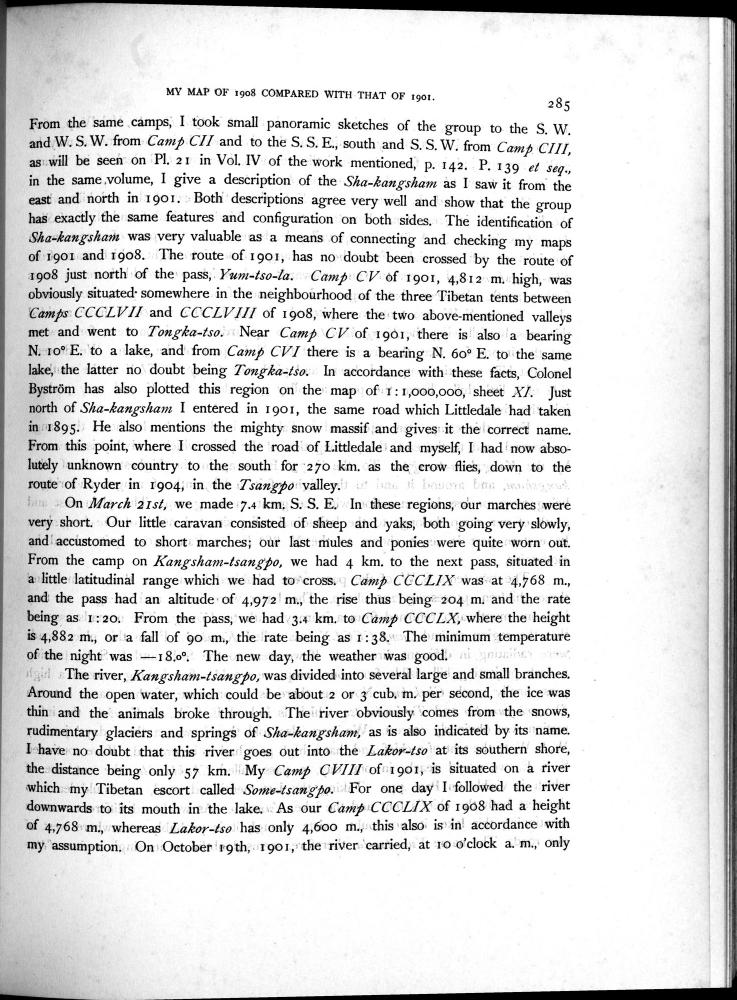 MY MAP OF 1908 COMPARED WITH THAT OF 1901.
285
From the same camps, I took small panoramic sketches of the group to the S. W.
and W. S. W. from Camp CII and to the S. S. E., south and S. S. W. from Camp CIII,
as will be seen on Pl. 21 in Vol. IV of the work mentioned, p. 142. P. 139 et seq.,
in the same volume, I give a description of the Sha-kangsham as I saw it from the
east and north in 1901. Both descriptions agree very well and show that the group
has exactly the same features and configuration on both sides. The identification of
Sha-kangsham was very valuable as a means of connecting and checking my maps
of 1901 and 1908. The route of 1901, has no doubt been crossed by the route of
1908 just north of the pass, Yum-tso-la. Camp CV of 1901, 4,812 m. high, was
obviously situated somewhere in the neighbourhood of the three Tibetan tents between
Camps CCCLVII and CCCLVIII of 1908, where the two above-mentioned valleys
met and went to Tongka-tso. Near Camp CV of 1901, there is also a bearing
N. 10° E. to a lake, and from Camp CVI there is a bearing N. 60° E. to the same
lake, the latter no doubt being Tongka-tso. In accordance with these facts, Colonel
Byström has also plotted this region on the map of 1:1,000,000, sheet XI. Just
north of Sha-kangsham I entered in 1901, the same road which Littledale had taken
in 1895. He also mentions the mighty snow massif and gives it the correct name.
From this point, where I crossed the road of Littledale and myself, I had now abso-
lutely unknown country to the south for 270 km. as the crow flies, down to the
route of Ryder in 1904, in the Tsangpo valley.
On March 21st, we made 7.4 km. S. S. E. In these regions, our marches were
very short. Our little caravan consisted of sheep and yaks, both going very slowly,
and accustomed to short marches; our last mules and ponies were quite worn out.
From the camp on Kangsham-tsangpo, we had 4 km. to the next pass, situated in
a little latitudinal range which we had to cross. Camp CCCLIX was at 4,768 m.,
and the pass had an altitude of 4,972 m., the rise thus being 204 m. and the rate
being as 1:20. From the pass, we had 3.4 km. to Camp CCCLX, where the height
is 4,882 m., or a fall of 90 m., the rate being as 1:38. The minimum temperature
of the night was —18.0°. The new day, the weather was good.
The river, Kangsham-tsangpo, was divided into several large and small branches.
Around the open water, which could be about 2 or 3 cub. m. per second, the ice was
thin and the animals broke through. The river obviously comes from the snows,
rudimentary glaciers and springs of Sha-kangsham, as is also indicated by its name.
I have no doubt that this river goes out into the Lakor-tso at its southern shore,
the distance being only 57 km. My Camp CVIII of 1901, is situated on a river
which my Tibetan escort called Some-tsangpo. For one day I followed the river
downwards to its mouth in the lake. As our Camp CCCLIX of 1908 had a height
of 4,768 m., whereas Lakor-tso has only 4,600 m., this also is in accordance with
my assumption. On October 19th, 1901, the river carried, at 10 o'clock a. m., only